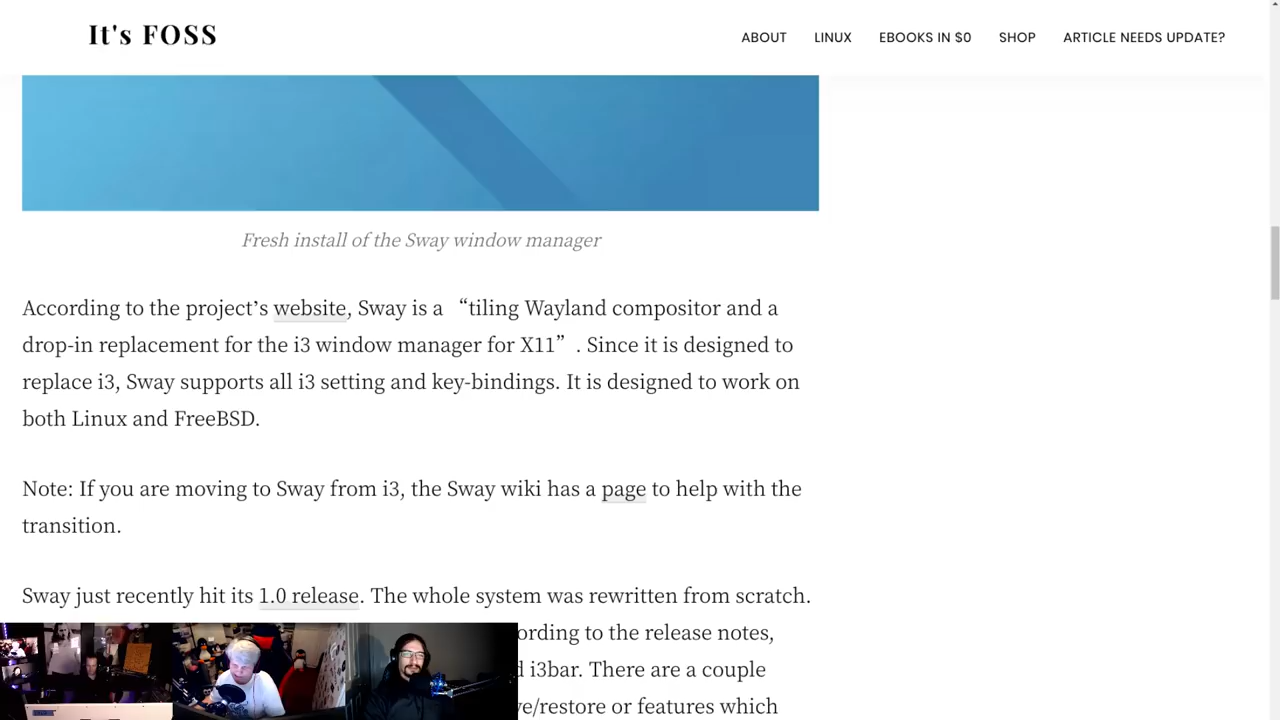 It's FOSS
ABOUT
LINUX
EBOOKS IN $0
SHOP
ARTICLE NEEDS UPDATE?
Fresh install of the Sway window manager
According to the project’s website, Sway is a “tiling Wayland compositor and a
drop-in replacement for the i3 window manager for X11”. Since it is designed to
replace i3, Sway supports all i3 setting and key-bindings. It is designed to work on
both Linux and FreeBSD.
Note: If you are moving to Sway from i3, the Sway wiki has a page to help with the
transition.
Sway just recently hit its 1.0 release. The whole system was rewritten from scratch.
to the release notes,
i3bar. There are a couple
restore or features which